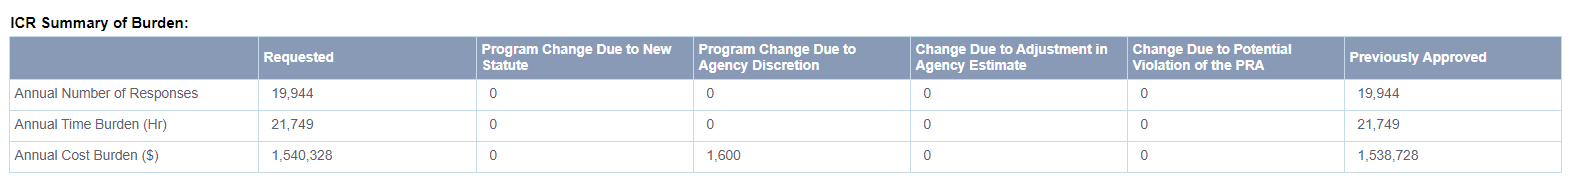 ICR Summary of Burden:
Requested
Program Change Due to New
Statute
Program Change Due to
Agency Discretion
Change Due to Adjustment in
Agency Estimate
Change Due to Potential
Violation of the PRA
Previously Approved
Annual Number of Responses 19,944 0 0 0 0 19,944
Annual Time Burden (Hr) 21,749 0 0 0 0 21,749
Annual Cost Burden ($) 1,540,328 0 1,600 0 0 1,538,728